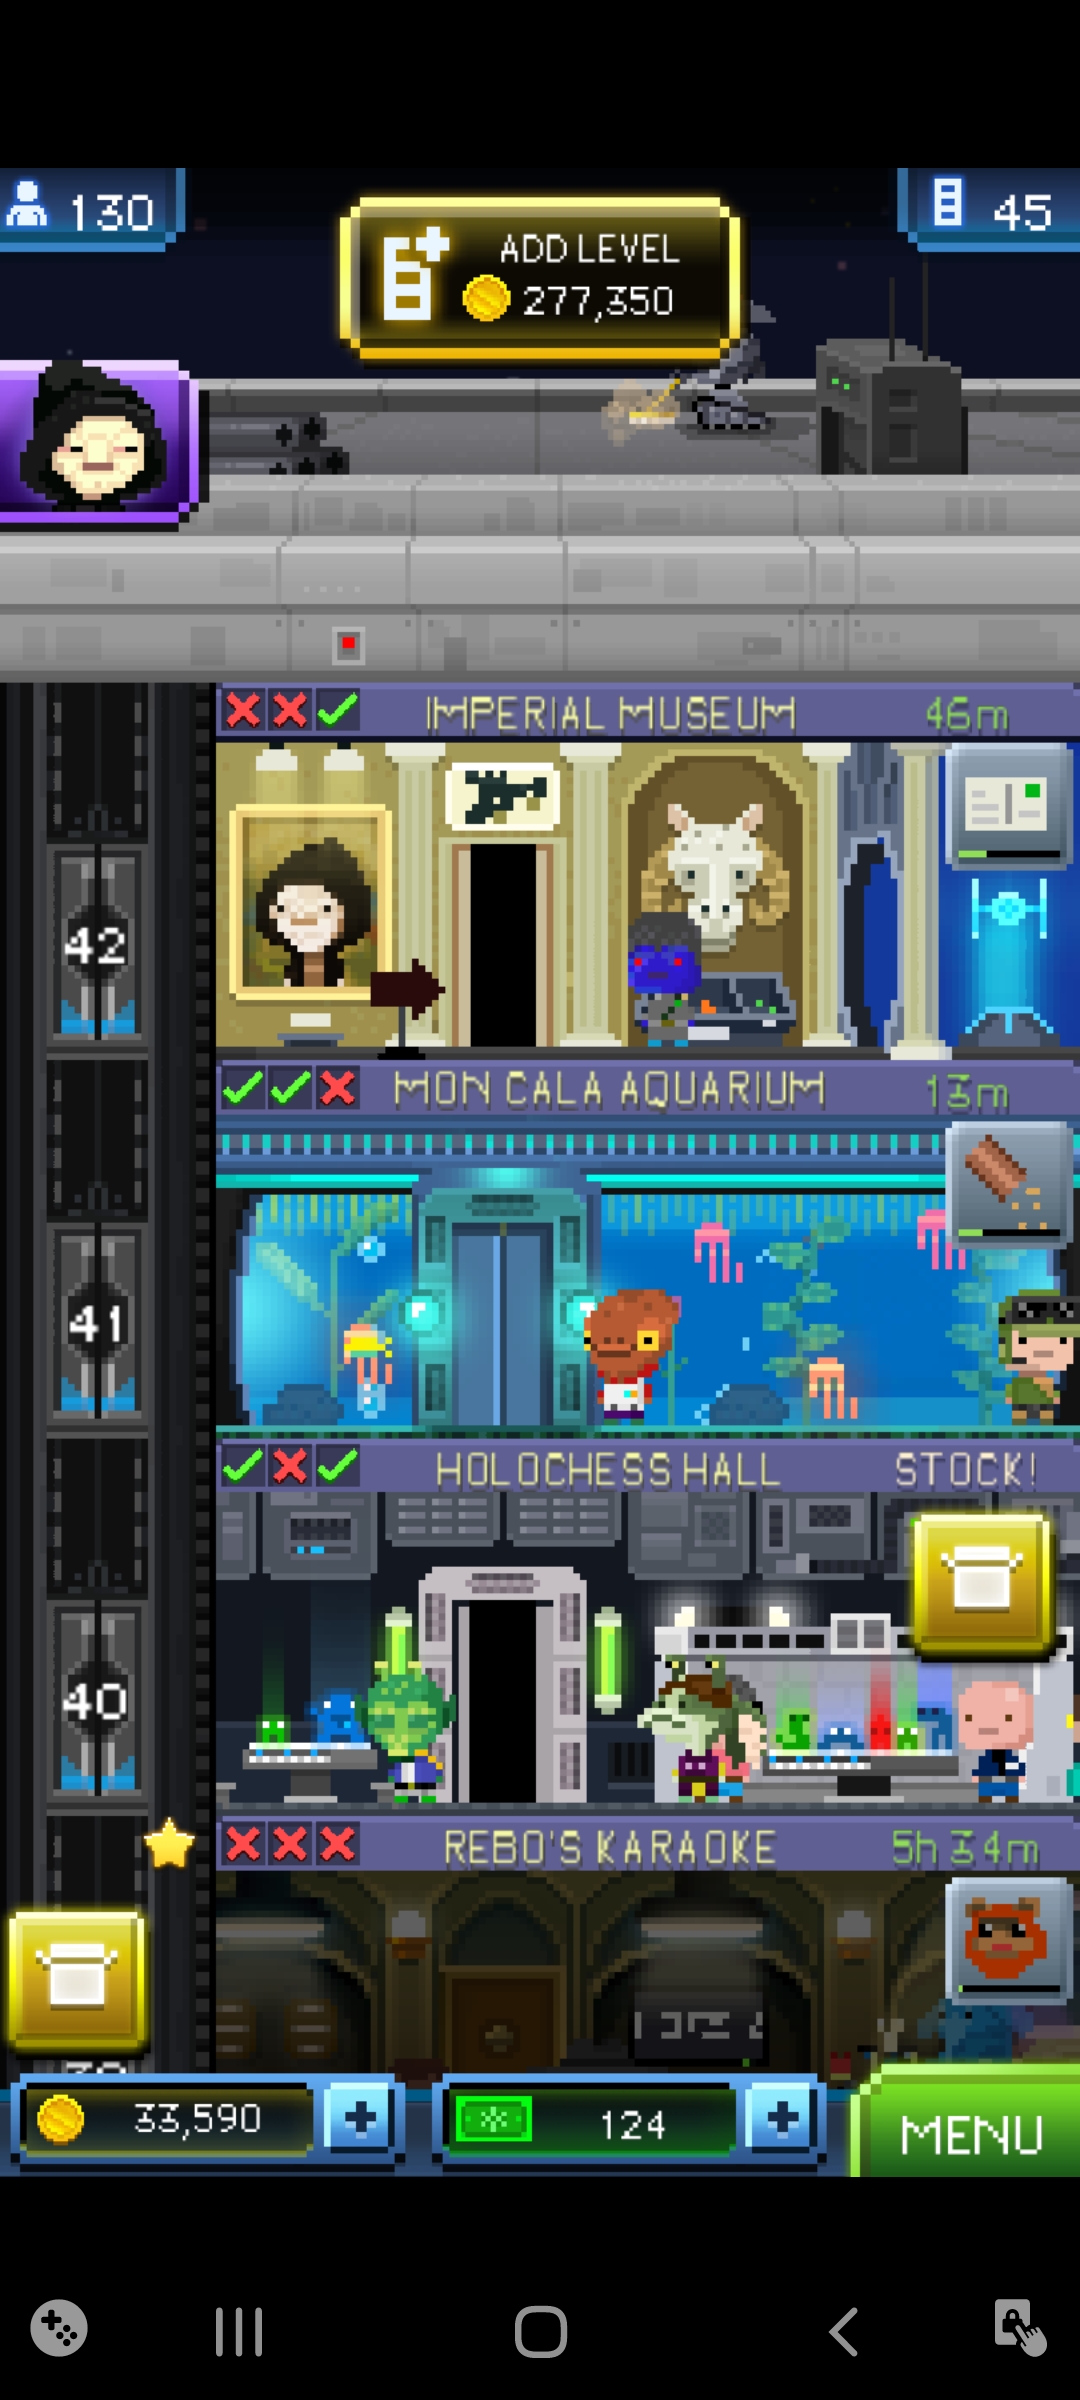 130
ADD LEVEL
277,350
45
IMPERIAL MUSEUM 46m
42
MON CALA AQUARIUM 13m
41
HOLOCHESS HALL STOCK!
40
REBO'S KARAOKE 5h 34m
33,590
124
MENU